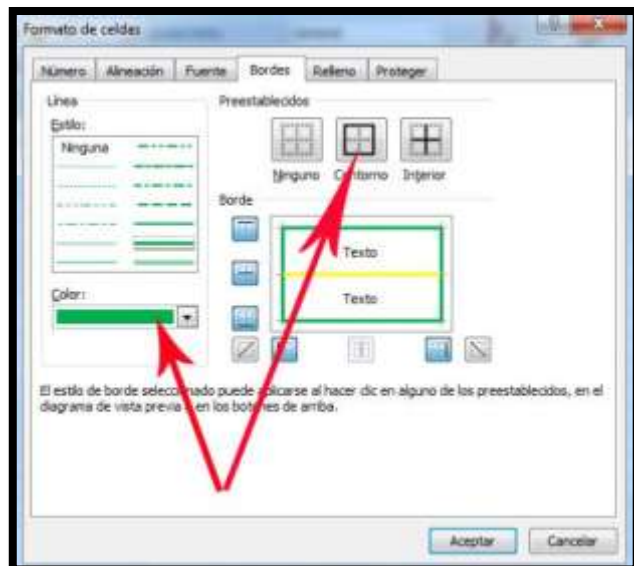 Formato de celdas
Número Alineación Fuente Bordes Relleno Proteger
Línea
Estilo:
Ninguna
Color:
Preestablecidos
Ninguno Contorno Interior
Borde
Texto
Texto
El estilo de borde seleccionado puede aplicarse al hacer clic en alguno de los preestablecidos, en el
diagrama de vista previa en los botones de arriba.
Aceptar Cancelar